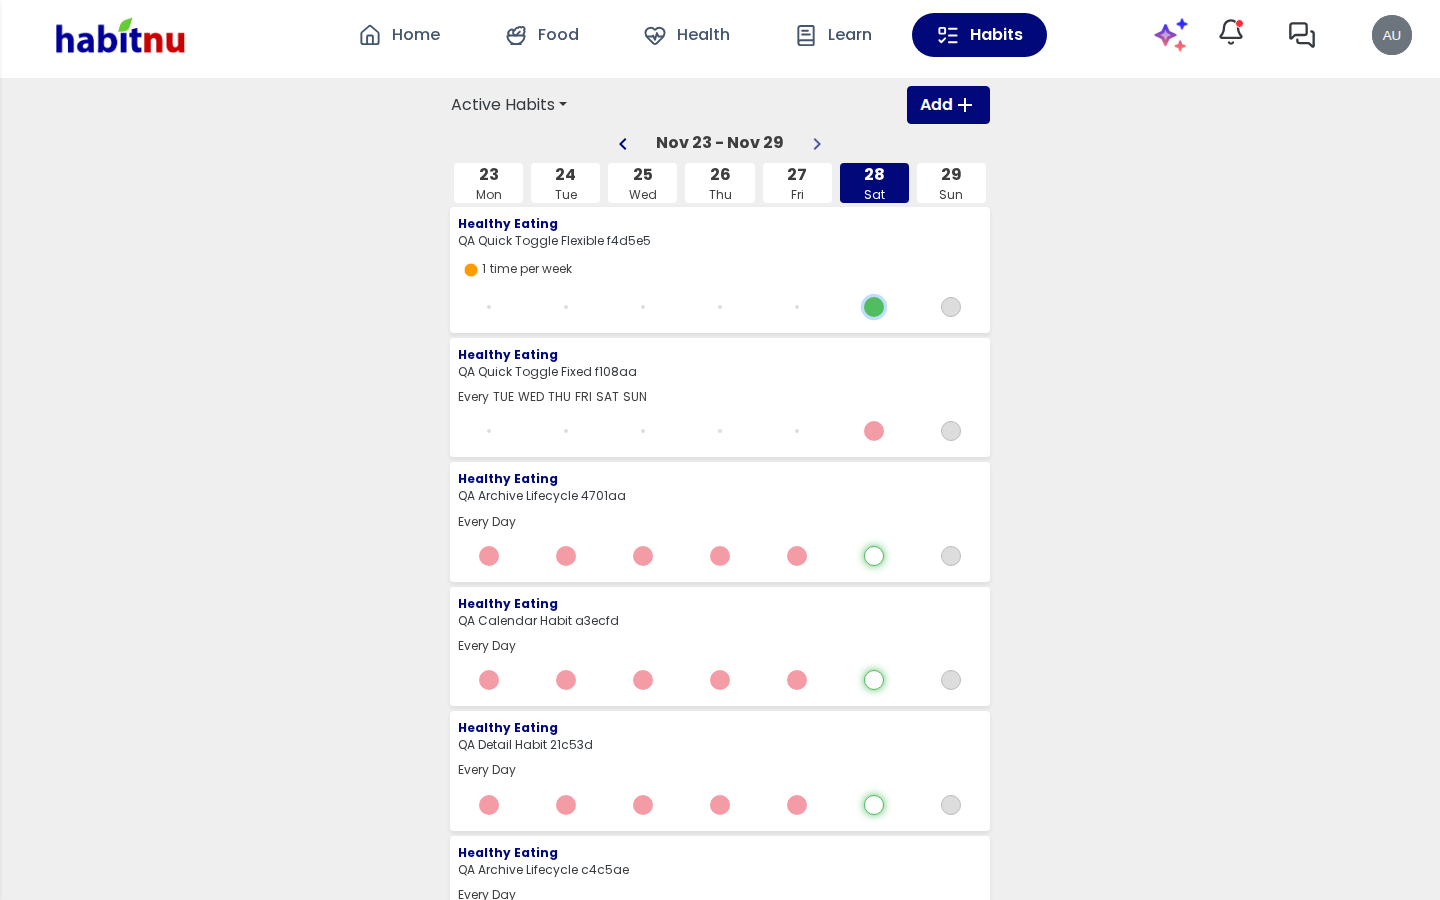 habitnu
Home
Food
Health
Learn
Habits
AU
Active Habits
Add
Nov 23 - Nov 29
23 24 25 26 27 28 29
Mon Tue Wed Thu Fri Sat Sun
Healthy Eating
QA Quick Toggle Flexible f4d5e5
1 time per week
Healthy Eating
QA Quick Toggle Fixed f108aa
Every TUE WED THU FRI SAT SUN
Healthy Eating
QA Archive Lifecycle 4701aa
Every Day
Healthy Eating
QA Calendar Habit a3ecfd
Every Day
Healthy Eating
QA Detail Habit 21c53d
Every Day
Healthy Eating
QA Archive Lifecycle c4c5ae
Every Day